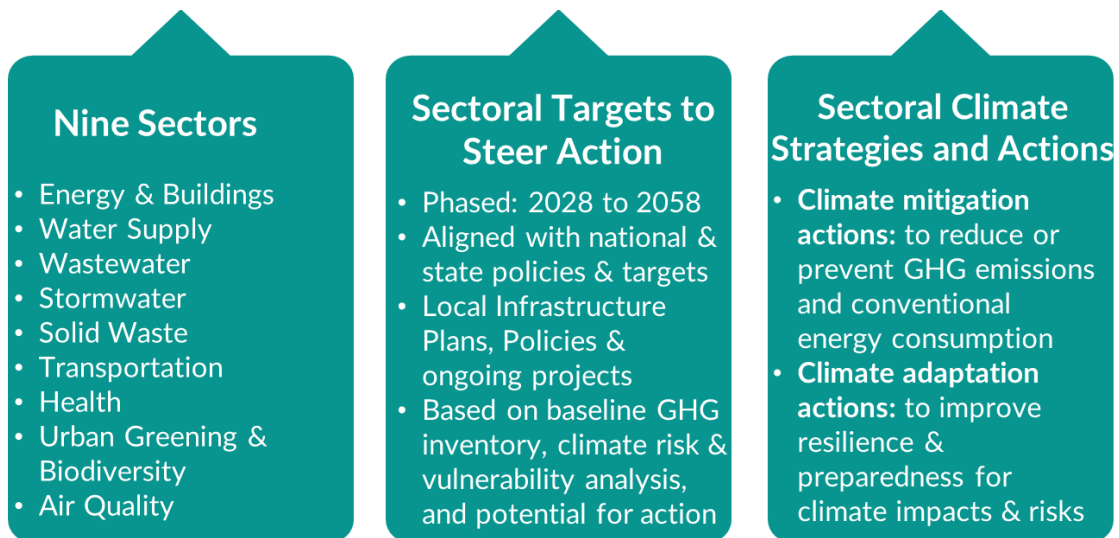 Nine Sectors
• Energy & Buildings
• Water Supply
• Wastewater
• Stormwater
• Solid Waste
• Transportation
• Health
• Urban Greening &
Biodiversity
• Air Quality
Sectoral Targets to
Steer Action
• Phased: 2028 to 2058
• Aligned with national &
state policies & targets
• Local Infrastructure
Plans, Policies &
ongoing projects
• Based on baseline GHG
inventory, climate risk &
vulnerability analysis,
and potential for action
Sectoral Climate
Strategies and Actions
• Climate mitigation
actions: to reduce or
prevent GHG emissions
and conventional
energy consumption
• Climate adaptation
actions: to improve
resilience &
preparedness for
climate impacts & risks